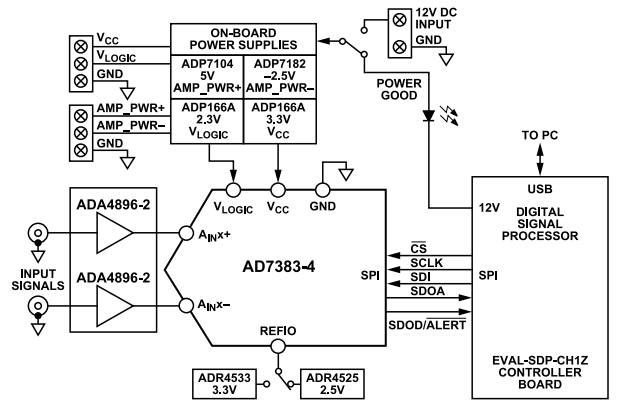 12V DC
INPUT
GND
ON-BOARD
POWER SUPPLIES
VCC
VLOGIC
GND
ADP7104
5V
AMP_PWR+
ADP7182
–2.5V
AMP_PWR–
POWER
GOOD
AMP_PWR+
AMP_PWR–
GND
ADP166A
2.3V
VLOGIC
ADP166A
3.3V
VCC
TO PC
USB
12V
DIGITAL
SIGNAL
PROCESSOR
ADA4896-2
VLOGIC
VCC
GND
AINX+
AD7383-4
SPI
CS
SCLK
SDI
SDOA
SDOD/ALERT
SPI
INPUT
SIGNALS
ADA4896-2
AINX–
REFIO
EVAL-SDP-CH1Z
CONTROLLER
BOARD
ADR4533
3.3V
ADR4525
2.5V